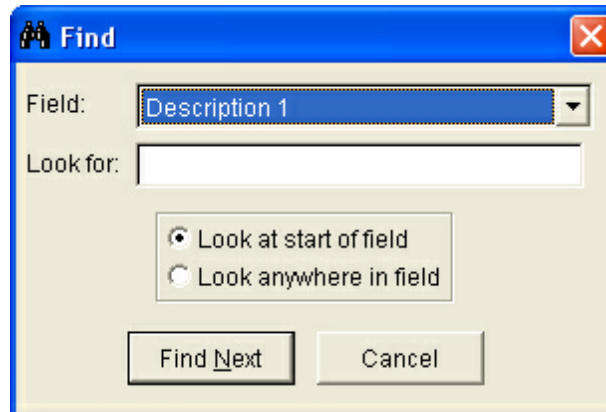 Find
Field: Description 1
Look for:
Look at start of field
Look anywhere in field
Find Next Cancel